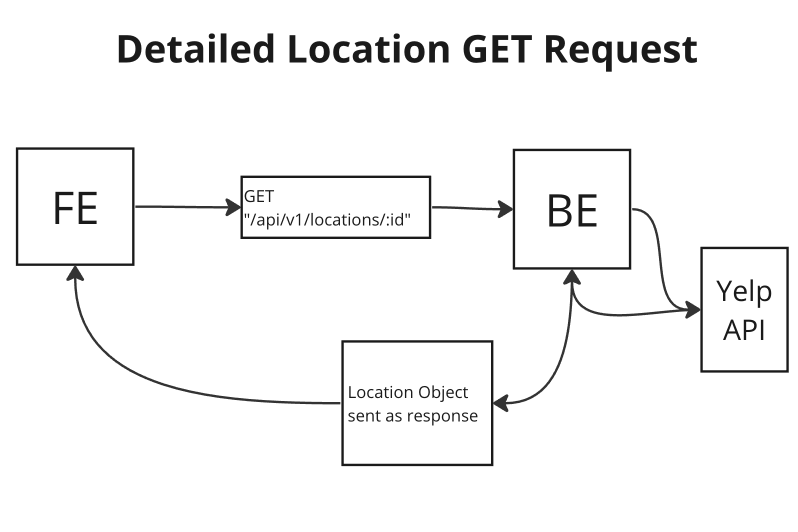 Detailed Location GET Request
FE
GET
"/api/v1/locations/:id"
BE
Yelp
API
Location Object
sent as response